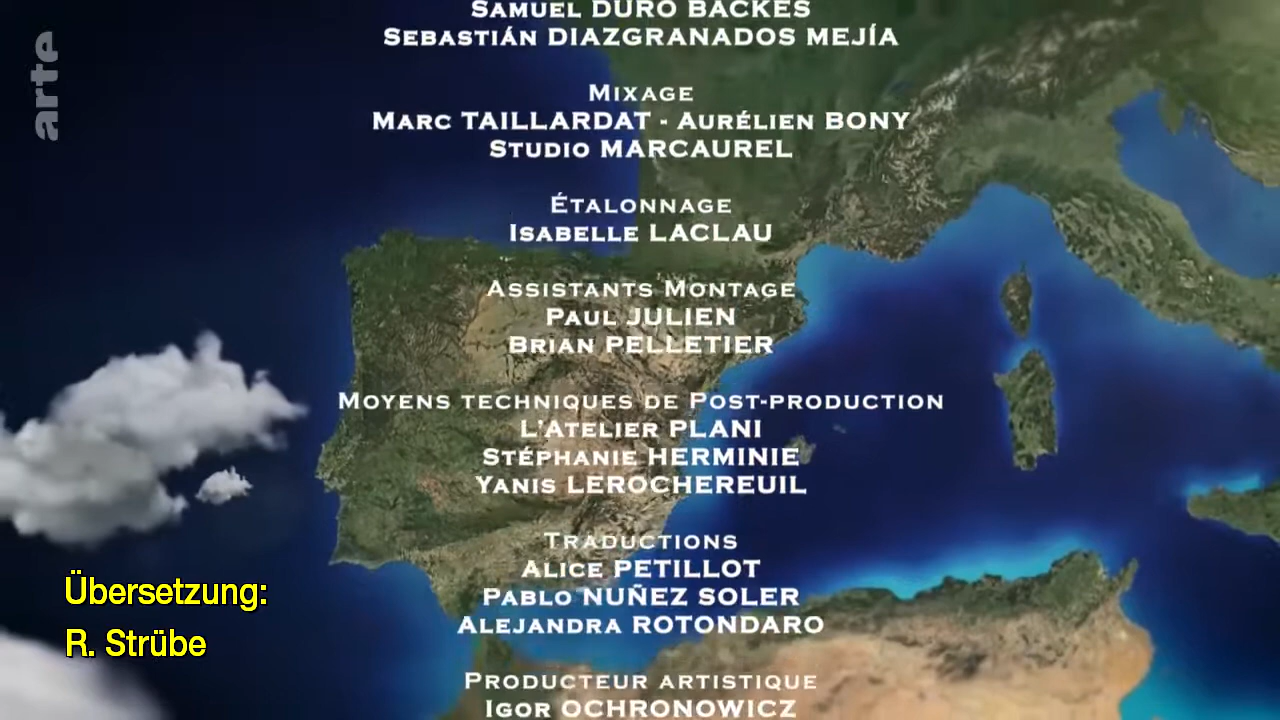 Samuel DURO BACKES
Sebastián DIAZGRANADOS MEJÍA
arte
Mixage
Marc TAILLARDAT - Aurélien BONY
Studio MARCAUREL
Étalonnage
Isabelle LACLAU
Assistants Montage
Paul JULIEN
Brian PELLETIER
Moyens techniques de Post-production
L'Atelier PLANI
Stéphanie HERMINIE
Yanis LEROCHEREUIL
Traductions
Alice PETILLOT
Pablo NUÑEZ SOLER
Alejandra ROTONDARO
Übersetzung:
R. Strübe
Producteur artistique
Igor OCHRONOWICZ